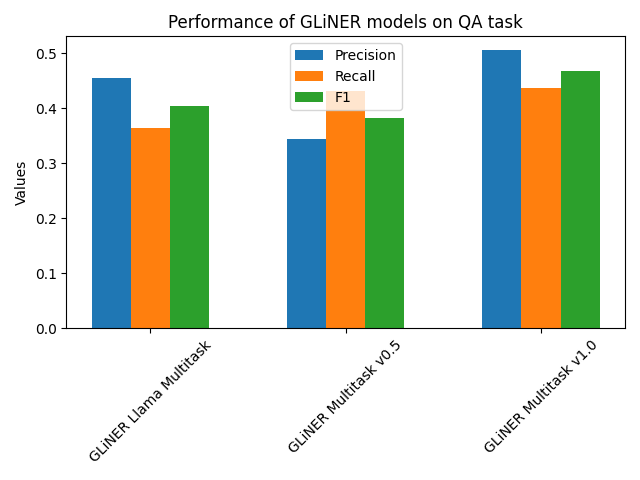 Performance of GLiNER models on QA task
Precision
Recall
F1
Values
0.5
0.4
0.3
0.2
0.1
0.0
GLiNER Llama Multitask
GLiNER Multitask v0.5
GLiNER Multitask v1.0